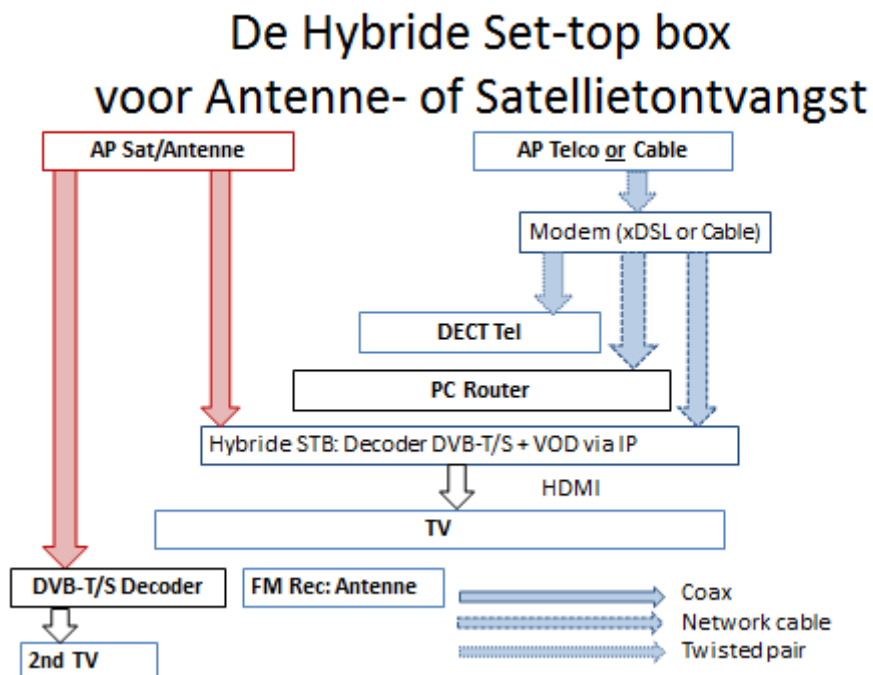 De Hybride Set-top box
voor Antenne- of Satellietontvangst
AP Sat/Antenne
AP Telco or Cable
Modem (xDSL or Cable)
DECT Tel
PC Router
Hybride STB: Decoder DVB-T/S + VOD via IP
HDMI
TV
DVB-T/S Decoder
FM Rec: Antenne
Coax
Network cable
Twisted pair
2nd TV